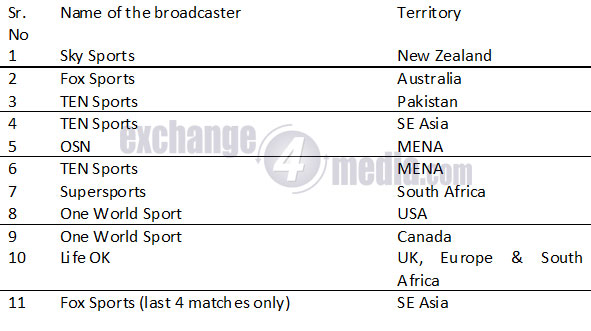 Sr. Name of the broadcaster Territory
No
1 Sky Sports New Zealand
2 Fox Sports Australia
3 TEN Sports Pakistan
4 TEN Sports SE Asia
5 OSN MENA
6 TEN Sports MENA
7 Supersports South Africa
8 One World Sport USA
9 One World Sport Canada
10 Life OK UK, Europe & South
Africa
11 Fox Sports (last 4 matches only) SE Asia
exchange
4
media.com